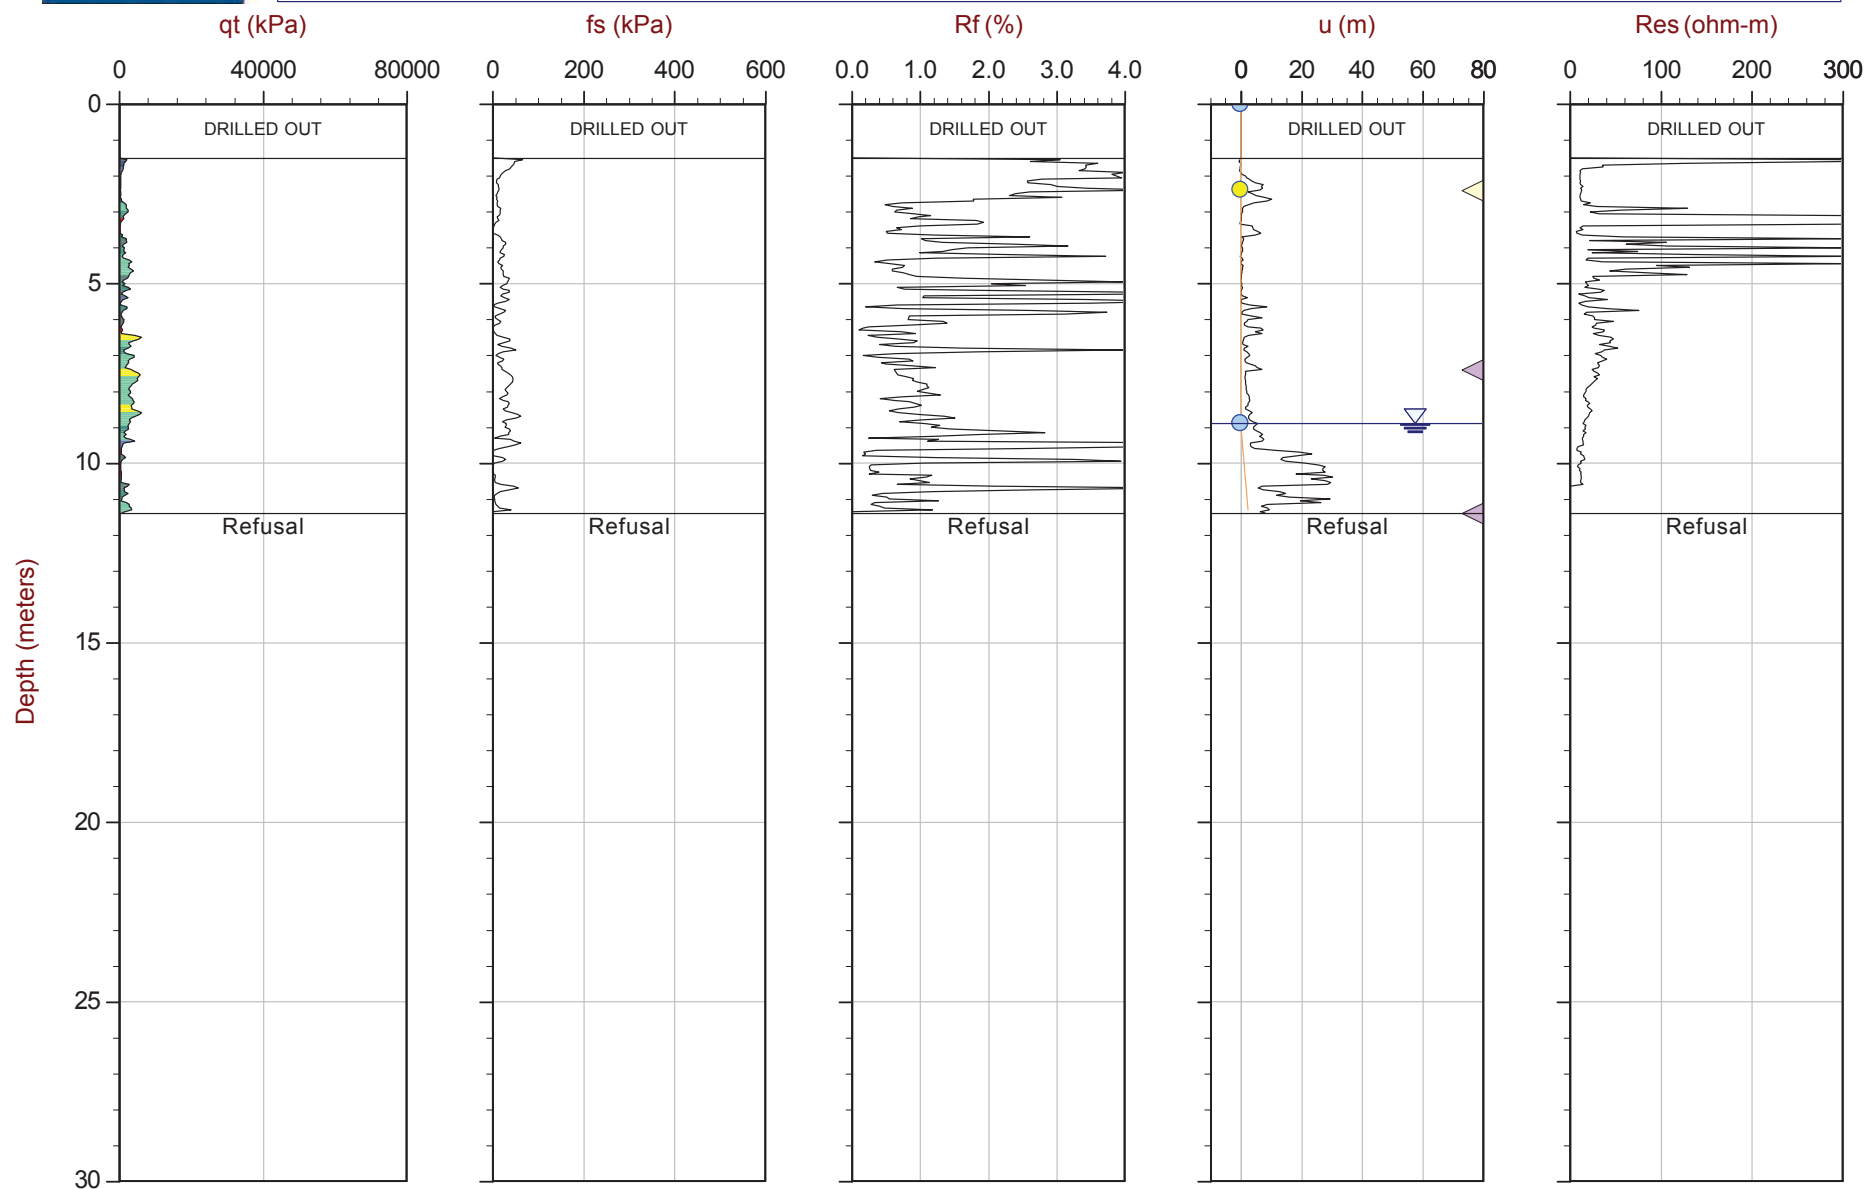 qt (kPa) fs (kPa) Rf (%) u (m) Res (ohm-m)
0 40000 80000 0 200 400 600 0.0 1.0 2.0 3.0 4.0 0 20 40 60 80 0 100 200 300
0
DRILLED OUT DRILLED OUT DRILLED OUT DRILLED OUT DRILLED OUT
5
10
Refusal Refusal Refusal Refusal Refusal
Depth (meters)
15
20
25
30